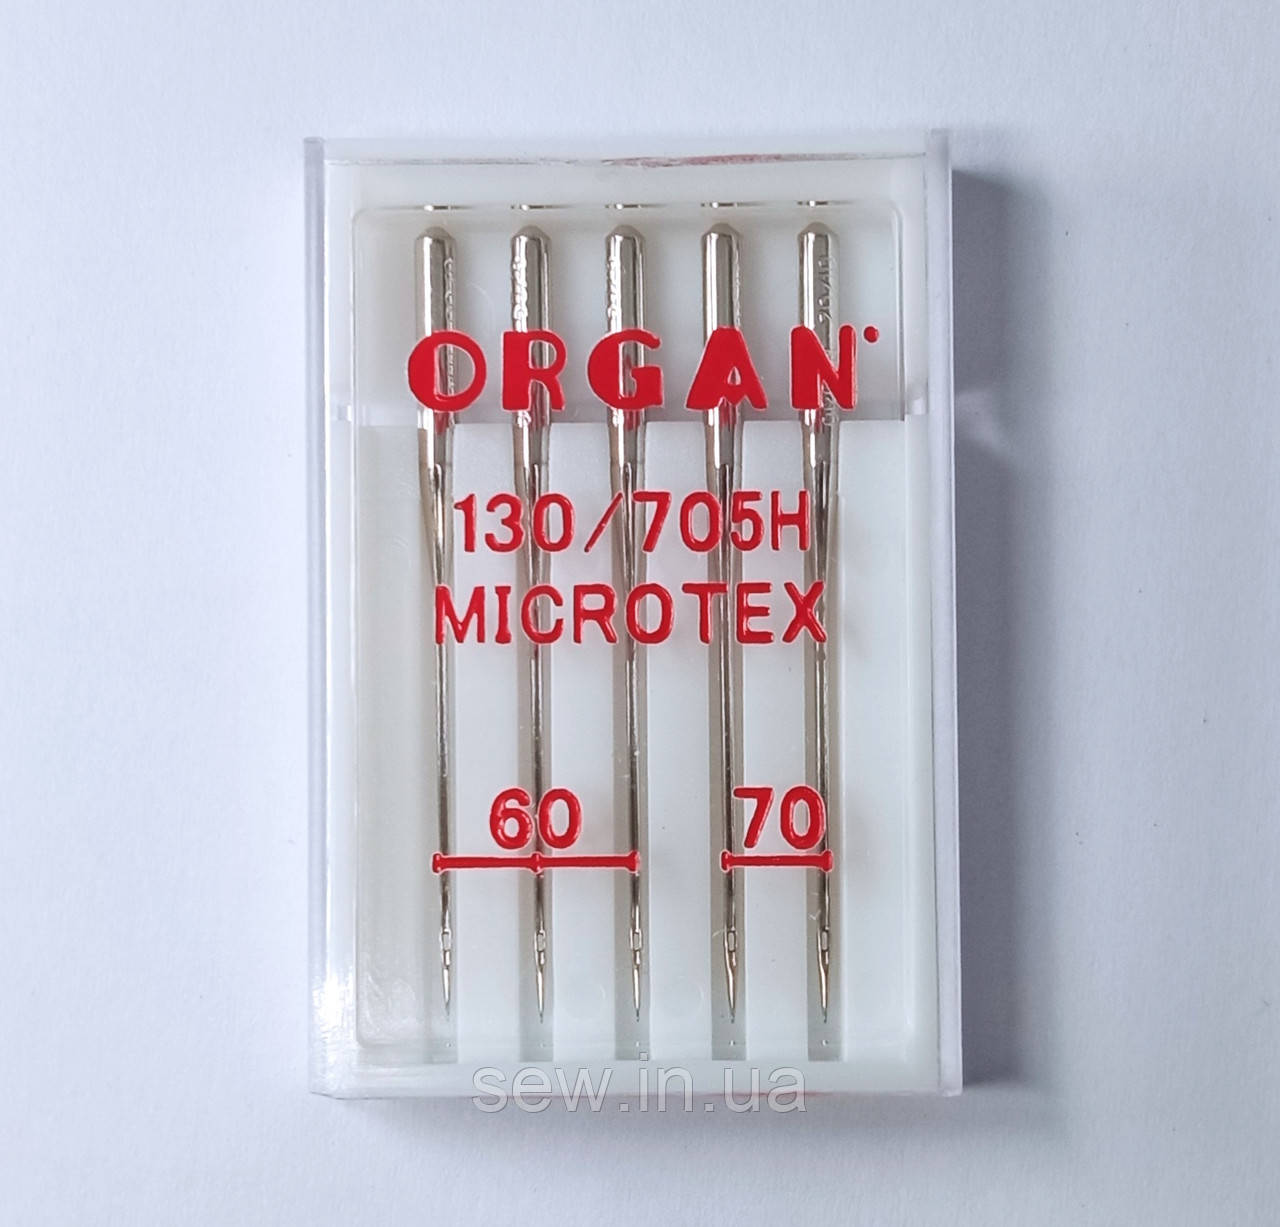 ORGAN
130/705H
MICROTEX
60 70
sew.in.ua